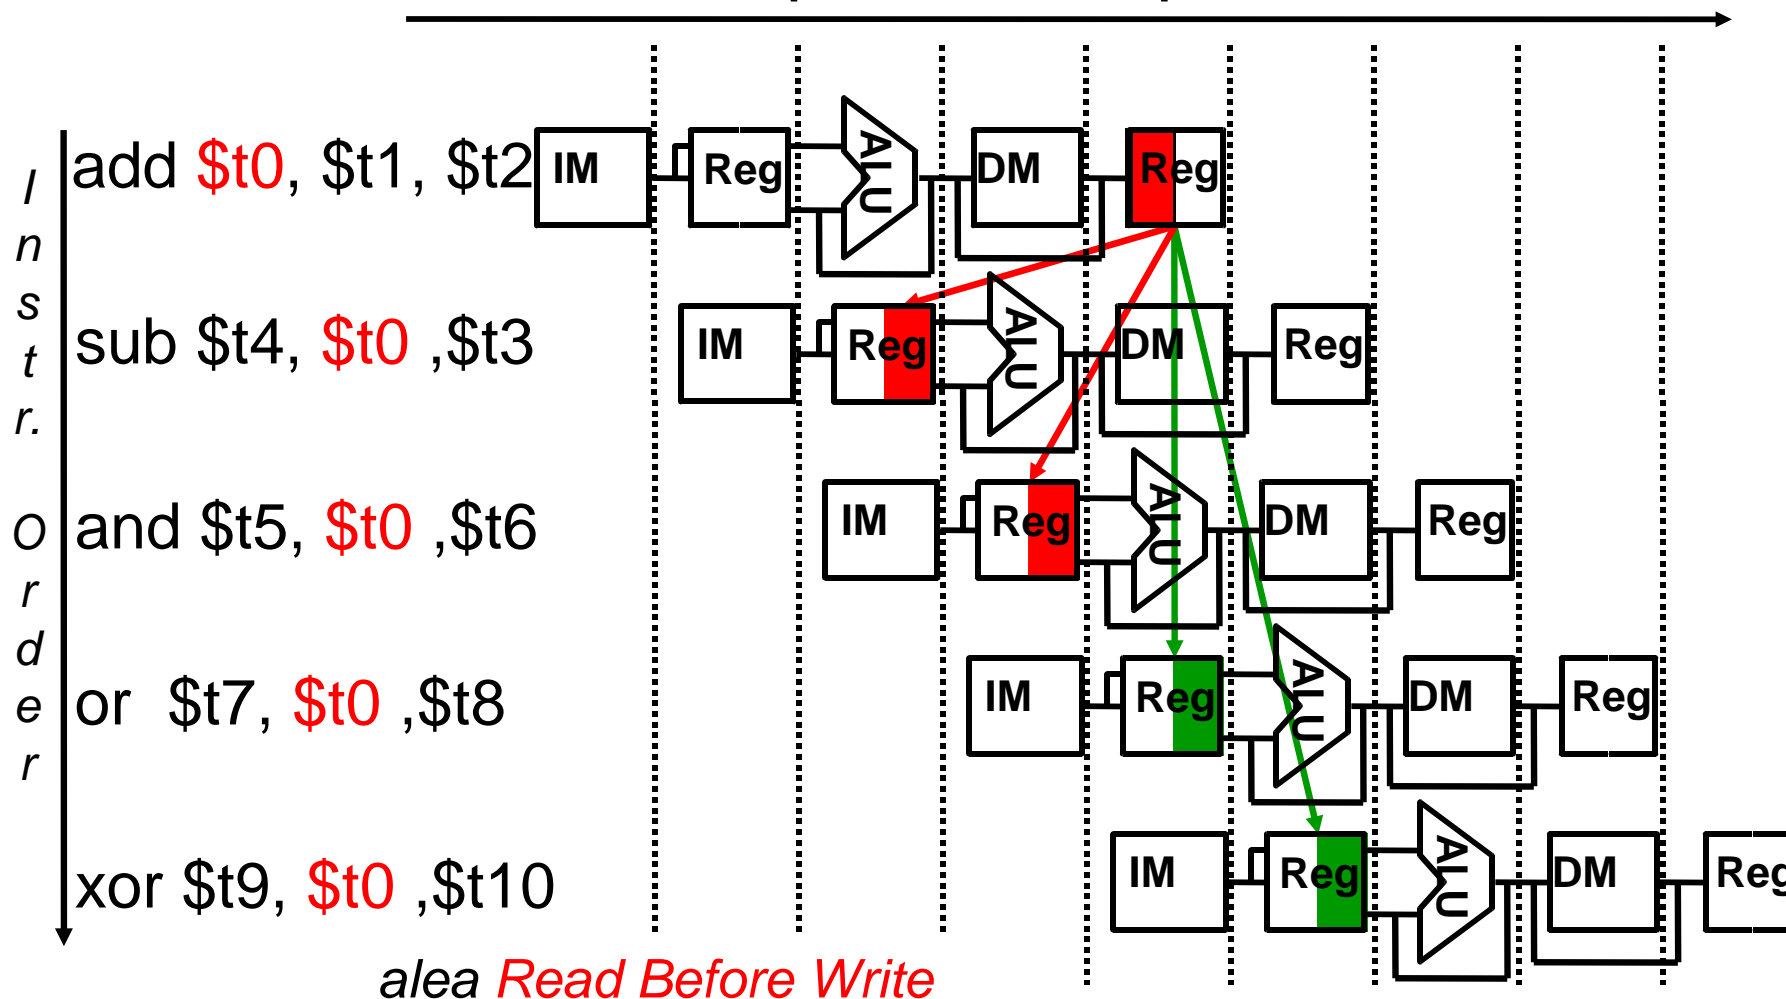 add $t0, $t1, $t2 IM Reg ALU DM Reg
sub $t4, $t0 ,$t3 IM Reg ALU DM Reg
and $t5, $t0 ,$t6 IM Reg ALU DM Reg
or $t7, $t0 ,$t8 IM Reg ALU DM Reg
xor $t9, $t0 ,$t10 IM Reg ALU DM Reg
Instr.
Order
alea Read Before Write